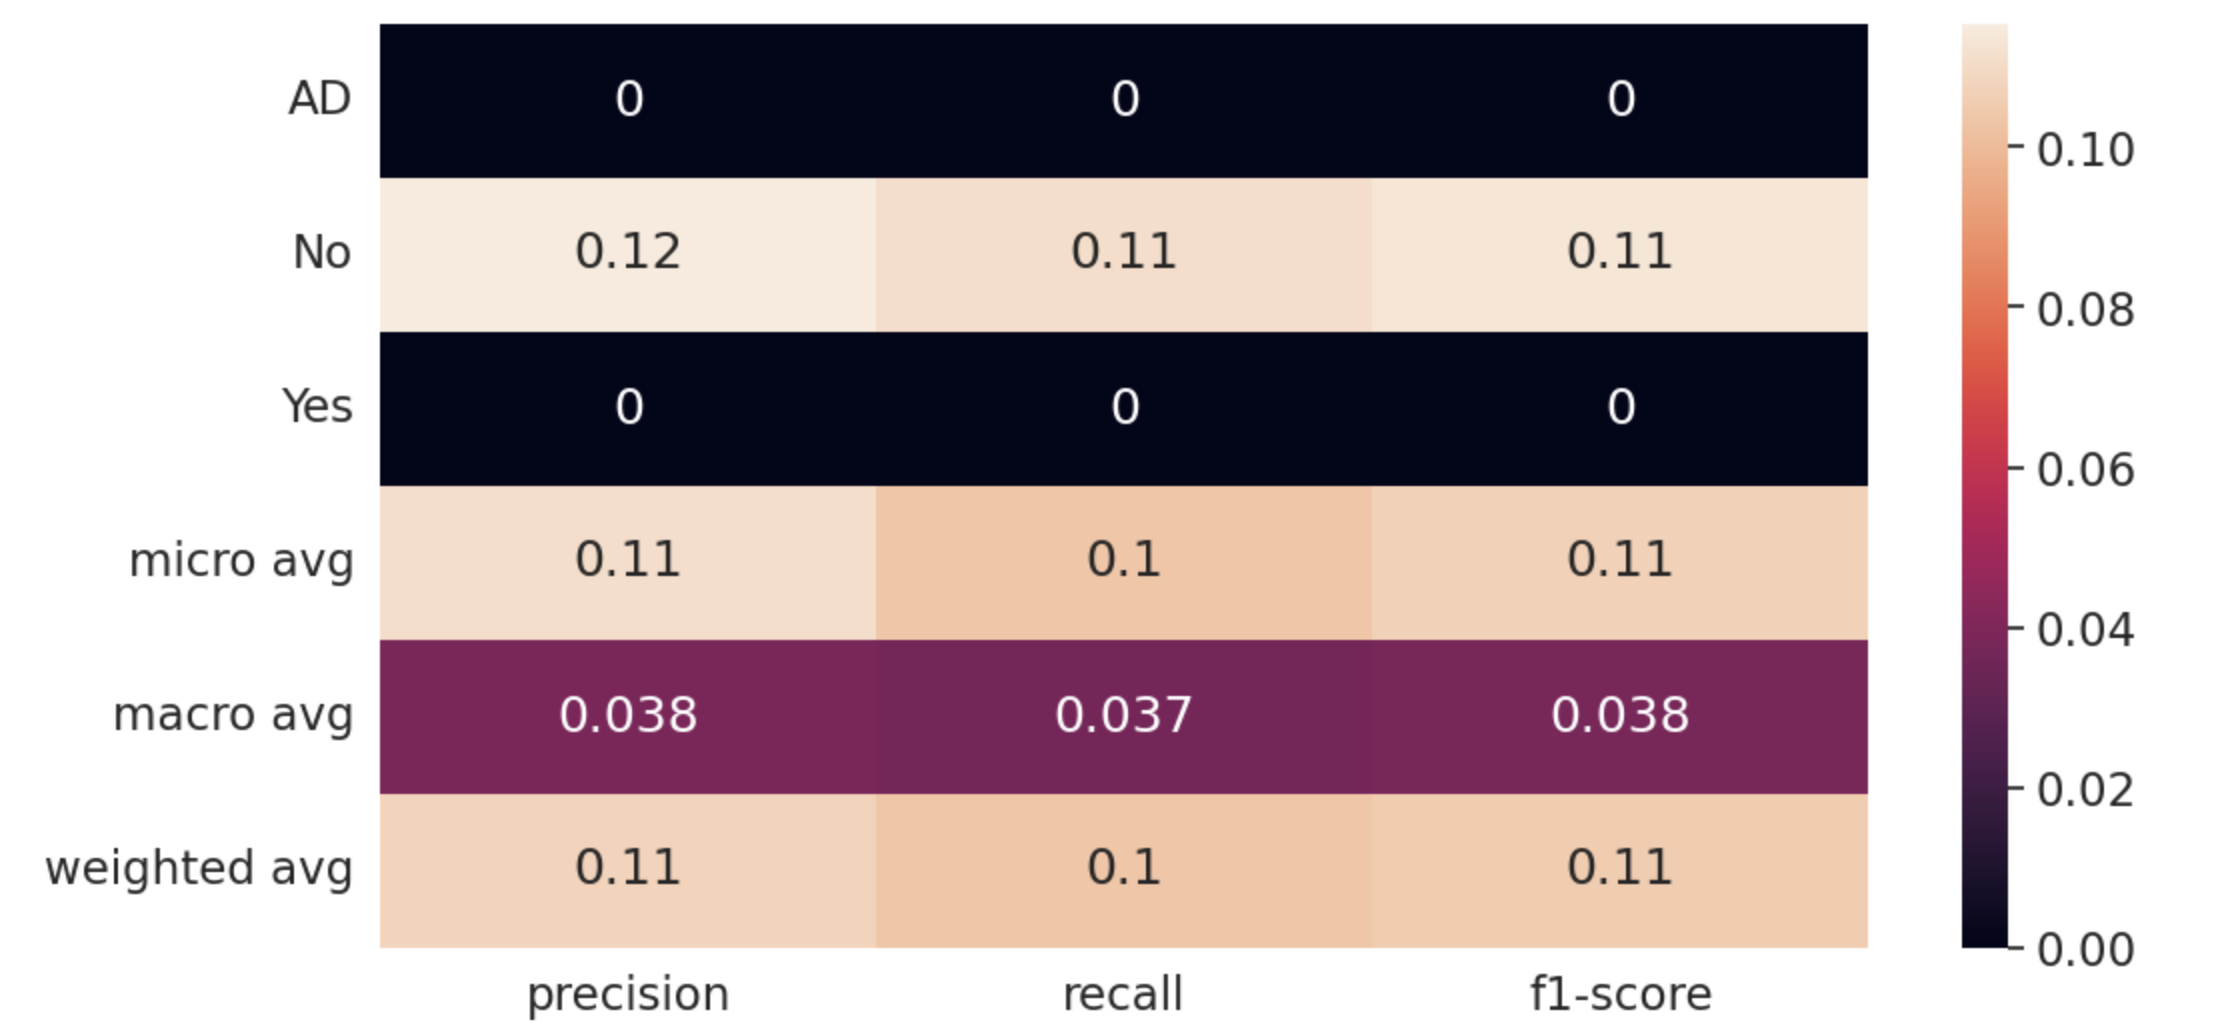 AD 0 0 0
No 0.12 0.11 0.11
Yes 0 0 0
micro avg 0.11 0.1 0.11
macro avg 0.038 0.037 0.038
weighted avg 0.11 0.1 0.11
precision recall f1-score
0.10
0.08
0.06
0.04
0.02
0.00